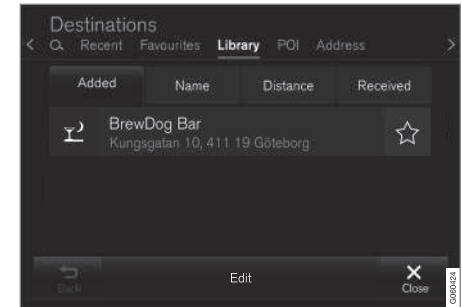 Destinations
Recent Favourites Library POI Address
Added Name Distance Received
BrewDog Bar
Kungsgatan 10, 411 19 Göteborg
Back Edit Close
G060424